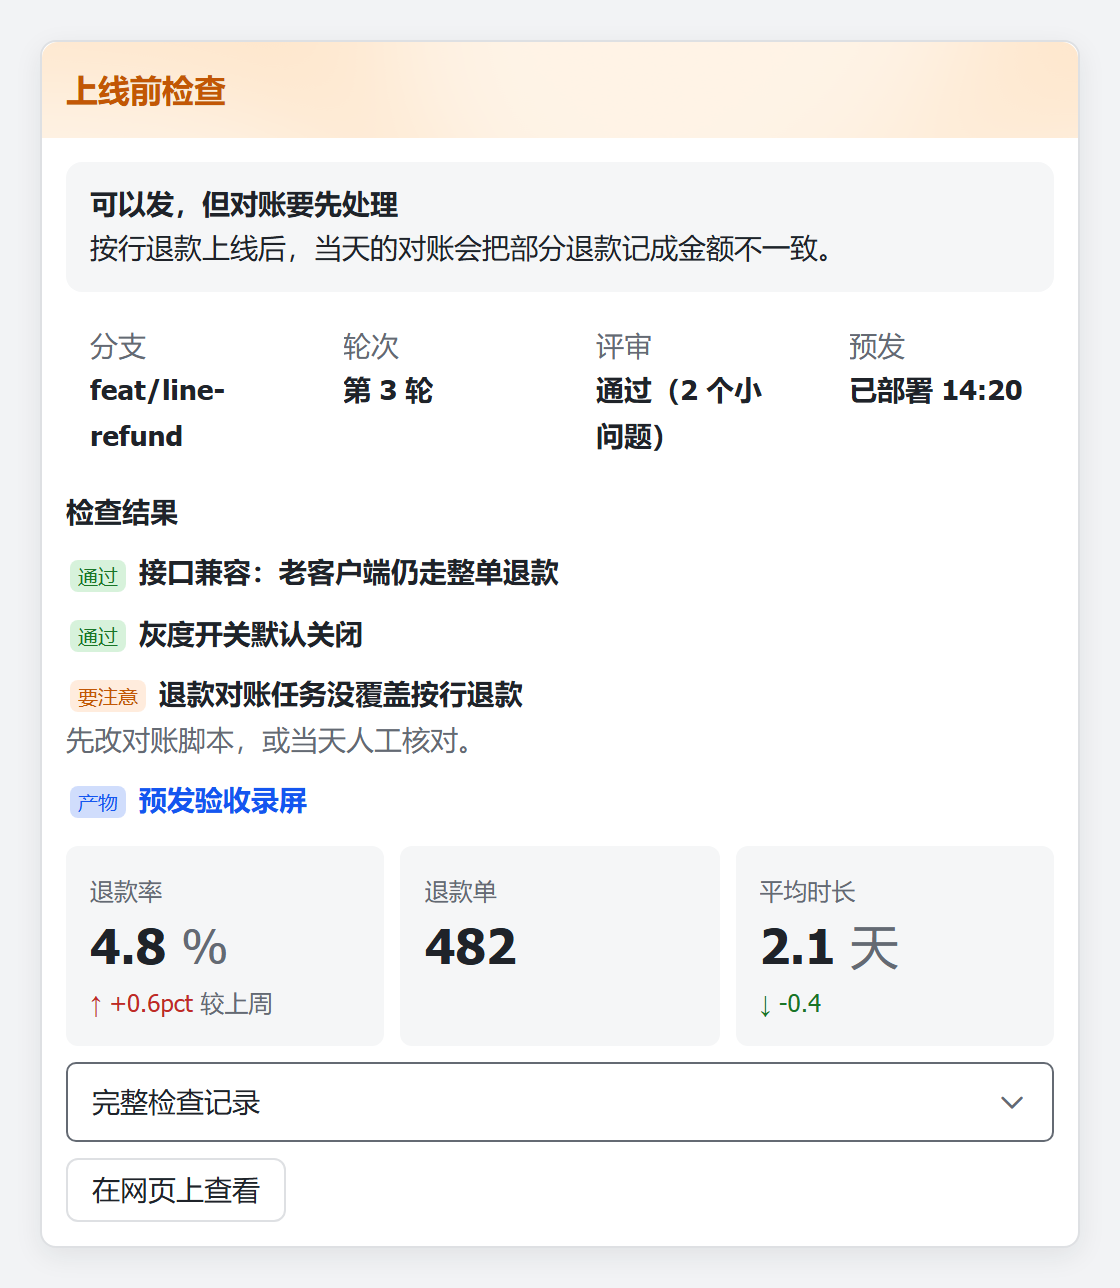 上线前检查
可以发，但对账要先处理
按行退款上线后，当天的对账会把部分退款记成金额不一致。
分支
feat/line-
refund
轮次
第 3 轮
评审
通过（2 个小
问题）
预发
已部署 14:20
检查结果
通过 接口兼容：老客户端仍走整单退款
通过 灰度开关默认关闭
要注意 退款对账任务没覆盖按行退款
先改对账脚本，或当天人工核对。
产物 预发验收录屏
退款率
4.8 %
↑ +0.6pct 较上周
退款单
482
平均时长
2.1 天
↓ -0.4
完整检查记录
在网页上查看